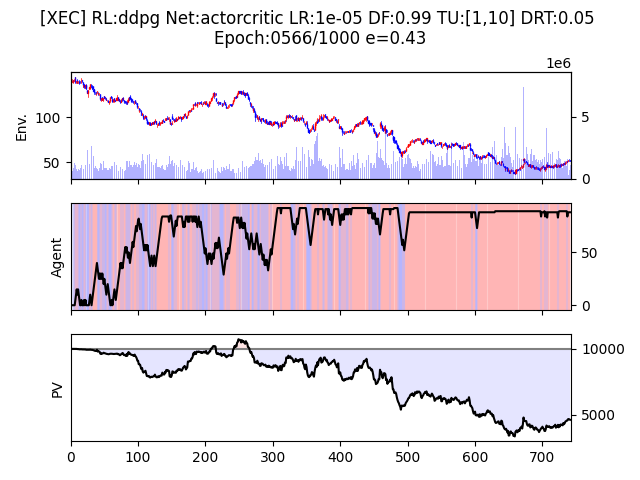 [XEC] RL:ddpg Net:actorcritic LR:1e-05 DF:0.99 TU:[1,10] DRT:0.05
Epoch:0566/1000 e=0.43
1e6
Env.
100
50
5
0
Agent
50
0
PV
10000
5000
0 100 200 300 400 500 600 700